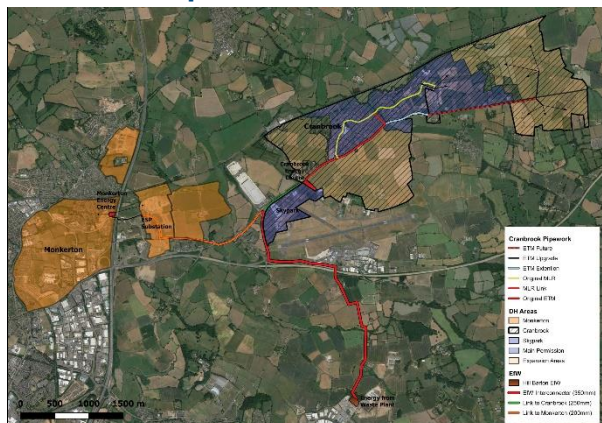 Cranbrook
Cranbrook
Energy Centre
Monkerton
Energy
Centre
ESP
Substation
Skypark
Monkerton
Energy from
Waste Plant
0 500 1000 1500 m
Cranbrook Pipework
ETM Future
ETM Upgrade
ETM Extention
Original MLR
MLR Link
Original ETM
DH Areas
Monkerton
Cranbrook
Skypark
Main Permission
Expansion Areas
EfW
Hill Barton EfW
EfW Interconnector (350mm)
Link to Cranbrook (250mm)
Link to Monkerton (200mm)